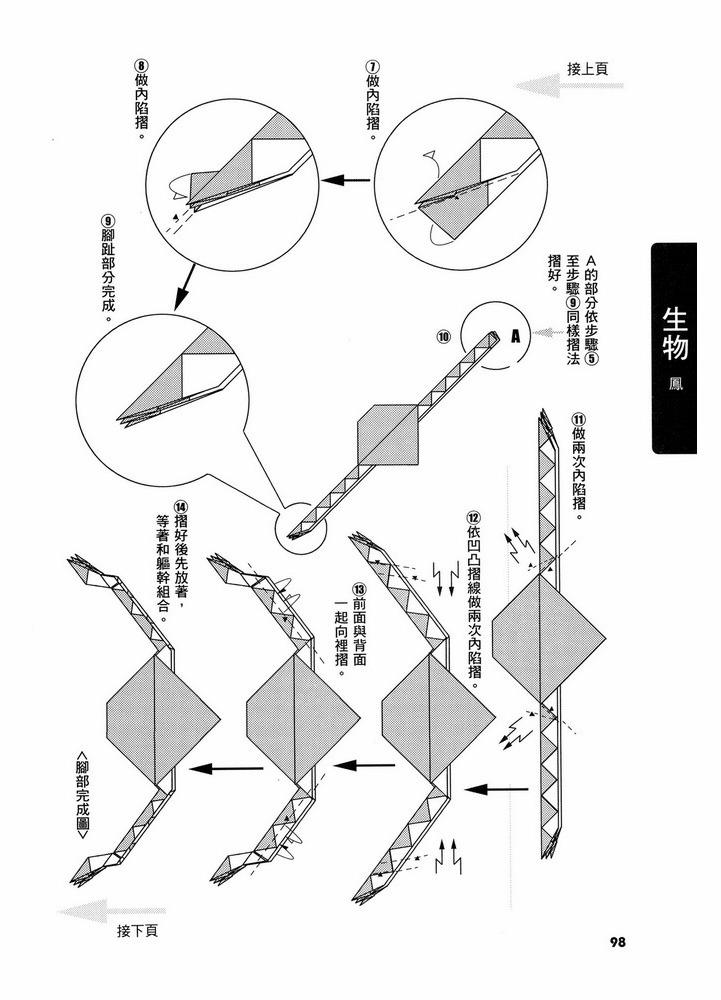 接上頁
生物 鳳
⑦做內陷摺。
⑧做內陷摺。
⑨腳趾部分完成。
A的部分依步驟⑤
至步驟⑨同樣摺法
摺好。
⑩
A
⑪做兩次內陷摺。
⑫依凹凸摺線做兩次內陷摺。
⑬前面與背面
一起向裡摺。
⑭摺好後先放著，
等著和軀幹組合。
<腳部完成圖>
接下頁
98